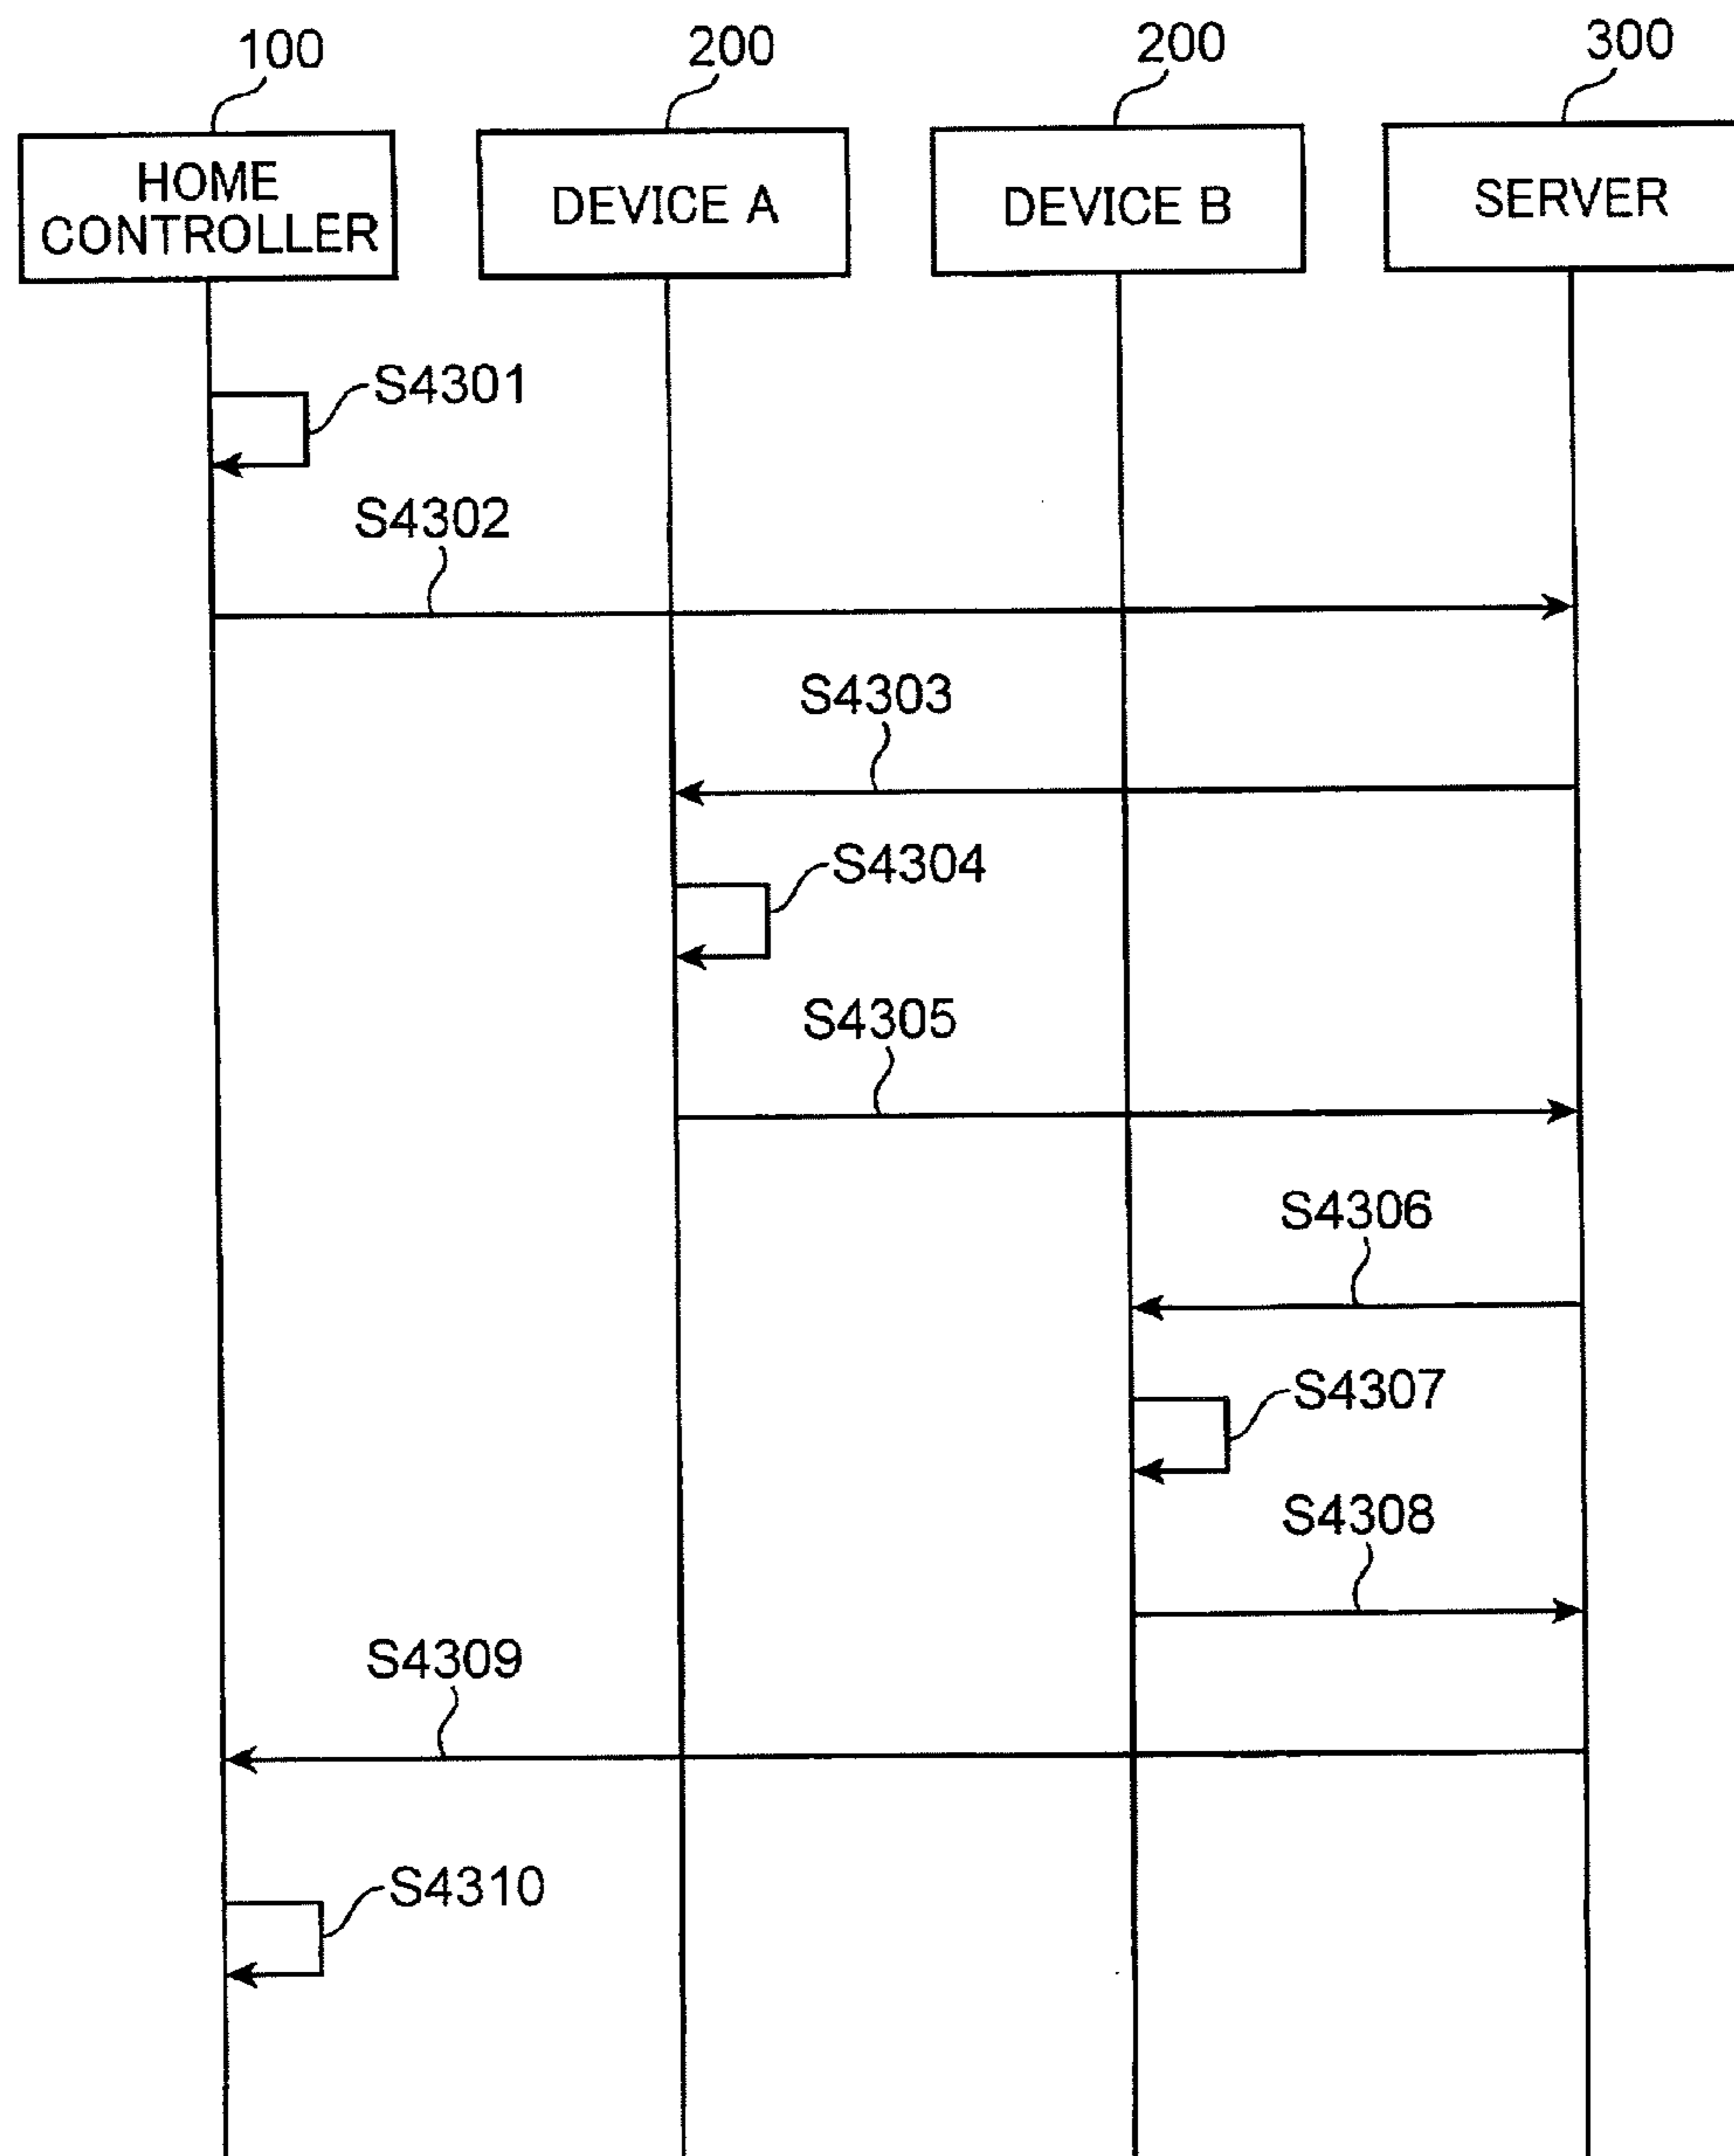 100
200
200
300
HOME
CONTROLLER
DEVICE A
DEVICE B
SERVER
S4301
S4302
S4303
S4304
S4305
S4306
S4307
S4308
S4309
S4310